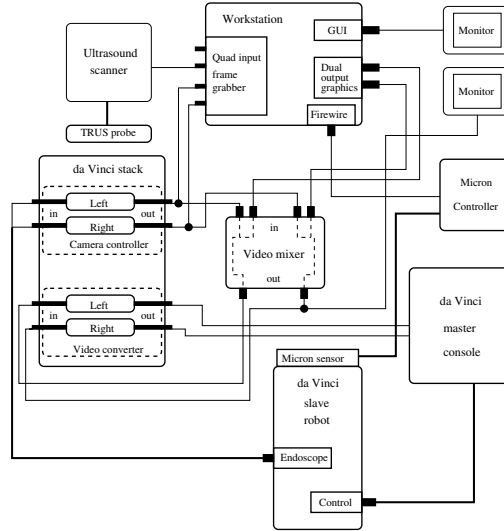 Workstation
GUI
Monitor
Ultrasound
scanner
Quad input
frame
grabber
Dual
output
graphics
Monitor
Firewire
TRUS probe
da Vinci stack
Left
in
out
Right
Camera controller
Micron
Controller
in
Video mixer
out
Left
in
out
Right
Video converter
da Vinci
master
console
Micron sensor
da Vinci
slave
robot
Endoscope
Control